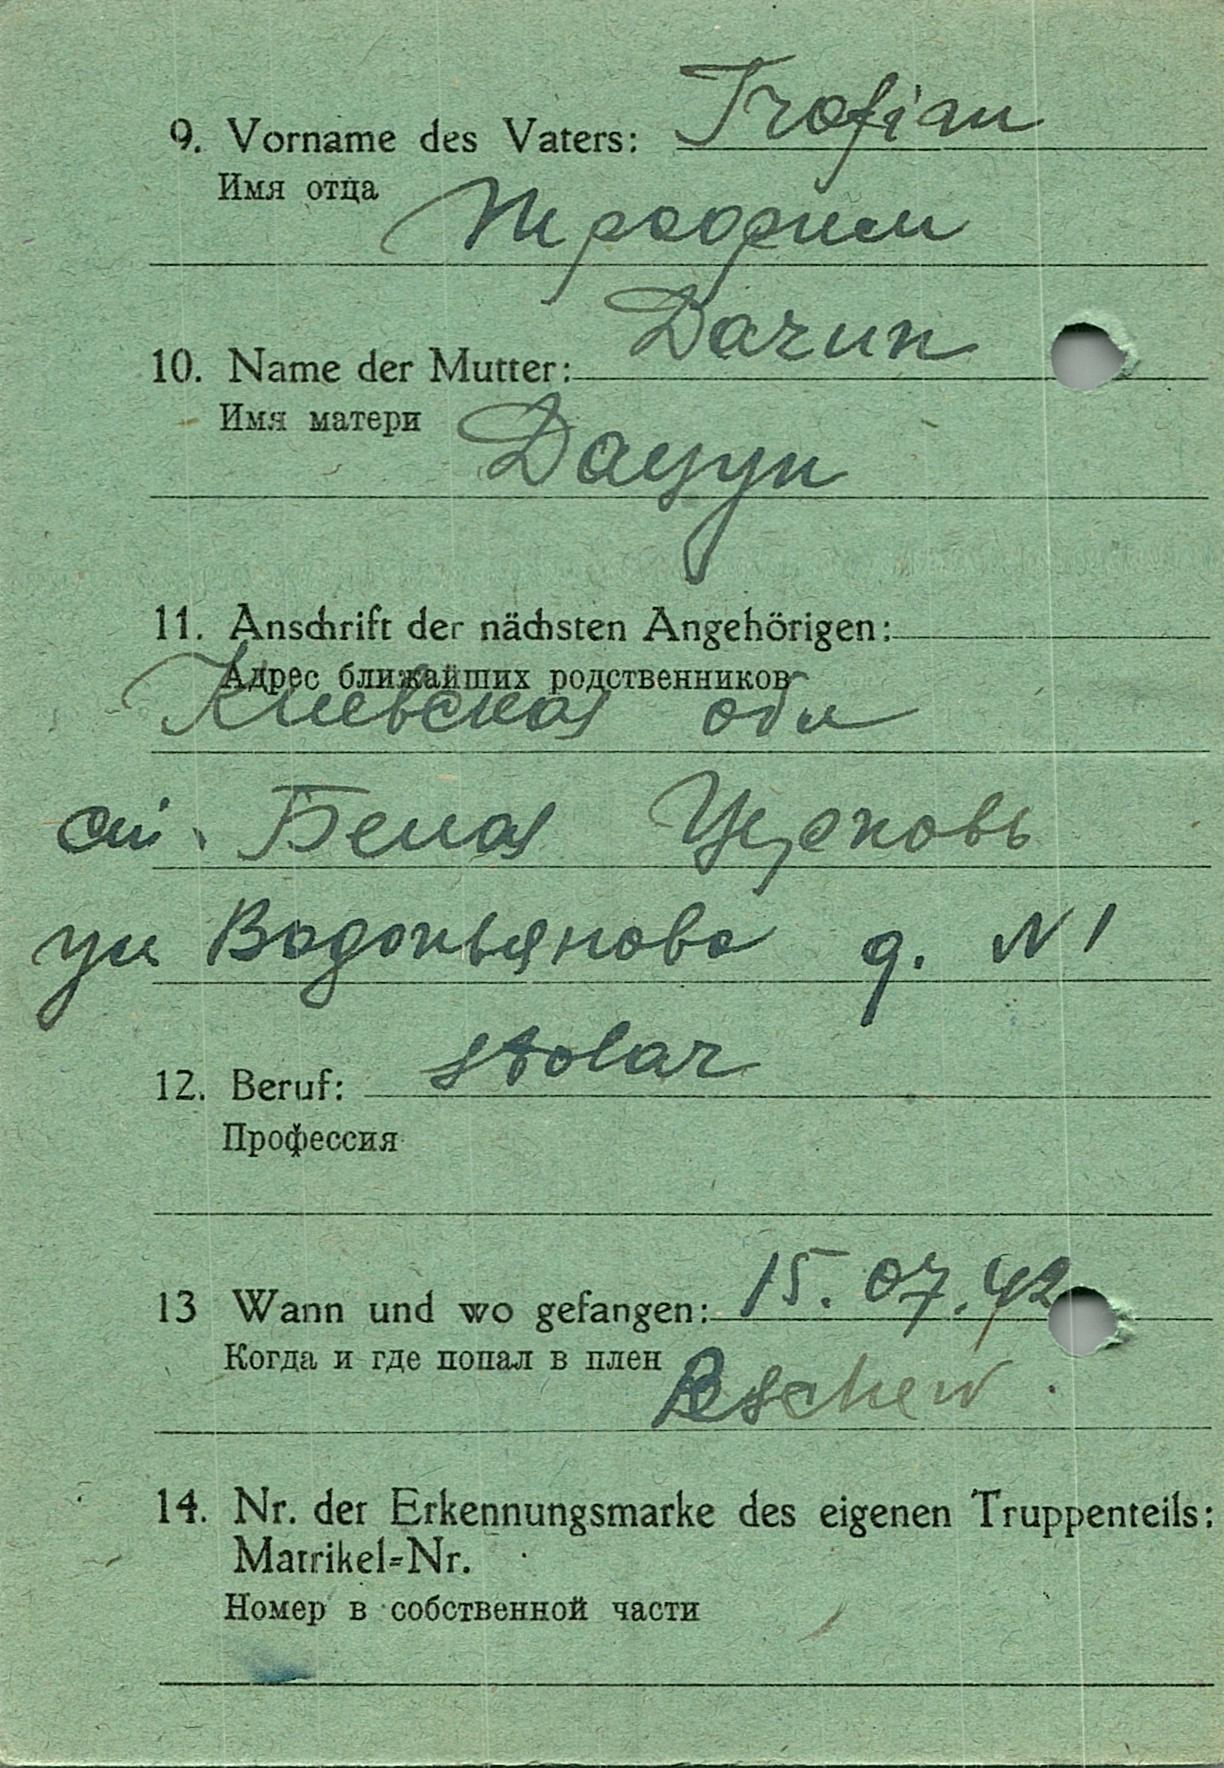 9. Vorname des Vaters: Trofian
Имя отца
Трофим
10. Name der Mutter:
Имя матери
11. Anschrift der nächsten Angehörigen:
Адрес ближайших родственников
Киевская обл
ст. Белая Церковь
ул Водопьянова д. N 1
12. Beruf: stolar
Профессия
13 Wann und wo gefangen: 15.07.42
Когда и где попал в плен
14. Nr. der Erkennungsmarke des eigenen Truppenteils:
Matrikel=Nr.
Номер в собственной части